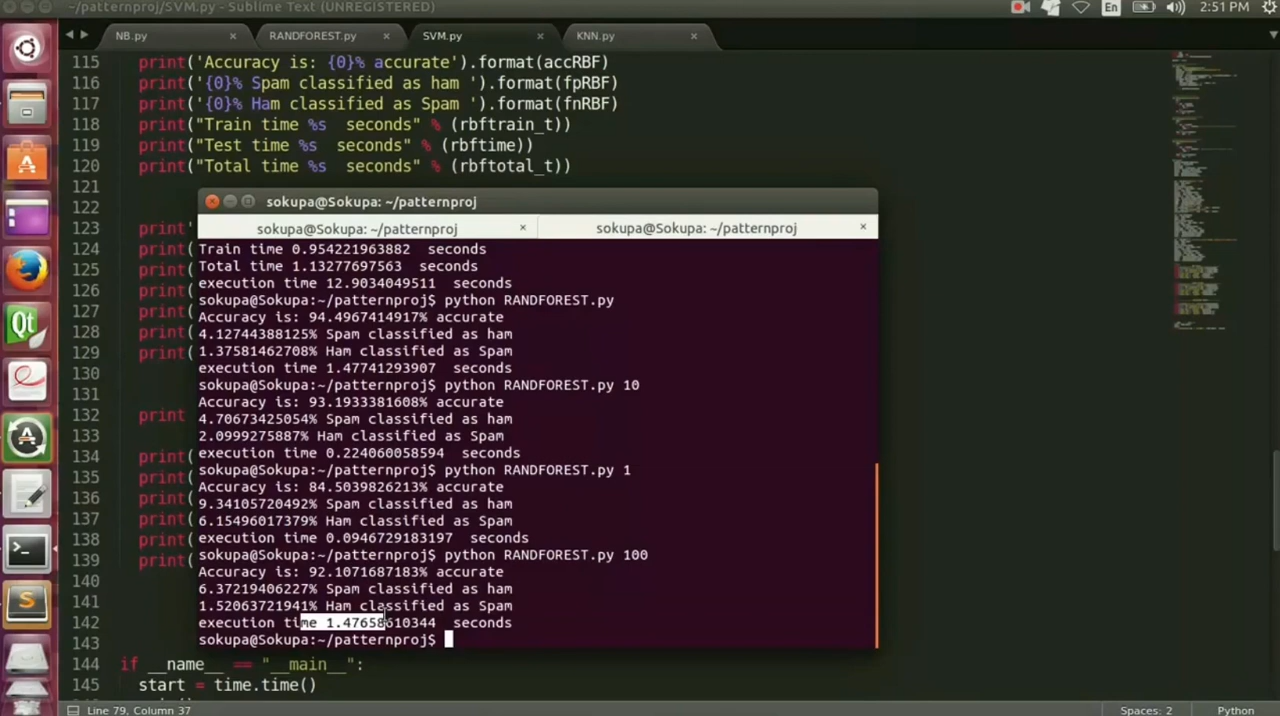 ~/patternproj/SVM.py - Sublime Text (UNREGISTERED)
En
2:51 PM
NB.py
RANDFOREST.py
SVM.py
KNN.py
115 print('Accuracy is: {0}% accurate').format(accRBF)
116 print('{0}% Spam classified as ham ').format(fpRBF)
117 print('{0}% Ham classified as Spam ').format(fnRBF)
118 print("Train time %s  seconds" % (rbftrain_t))
119 print("Test time %s  seconds" % (rbftime))
120 print("Total time %s  seconds" % (rbftotal_t))
121
122
123 print'
124 print(
125 print(
126 print(
127 print(
128 print(
129 print(
130
131
132 print
133
134 print(
135 print(
136 print(
137 print(
138 print(
139 print(
140
141
142
144 if __name__ == "__main__":
145 start = time.time()
sokupa@Sokupa: ~/patternproj
sokupa@Sokupa: ~/patternproj
sokupa@Sokupa: ~/patternproj
Train time 0.954221963882  seconds
Total time 1.13277697563  seconds
execution time 12.9034049511  seconds
sokupa@Sokupa:~/patternproj$ python RANDFOREST.py
Accuracy is: 94.4967414917% accurate
4.12744388125% Spam classified as ham
1.37581462708% Ham classified as Spam
execution time 1.47741293907  seconds
sokupa@Sokupa:~/patternproj$ python RANDFOREST.py 10
Accuracy is: 93.1933381608% accurate
4.70673425054% Spam classified as ham
2.0999275887% Ham classified as Spam
execution time 0.224060058594  seconds
sokupa@Sokupa:~/patternproj$ python RANDFOREST.py 1
Accuracy is: 84.5039826213% accurate
9.34105720492% Spam classified as ham
6.15496017379% Ham classified as Spam
execution time 0.0946729183197  seconds
sokupa@Sokupa:~/patternproj$ python RANDFOREST.py 100
Accuracy is: 92.1071687183% accurate
6.37219406227% Spam classified as ham
1.52063721941% Ham classified as Spam
execution time 1.47658610344  seconds
sokupa@Sokupa:~/patternproj$
Line 79, Column 37
Spaces: 2
Python